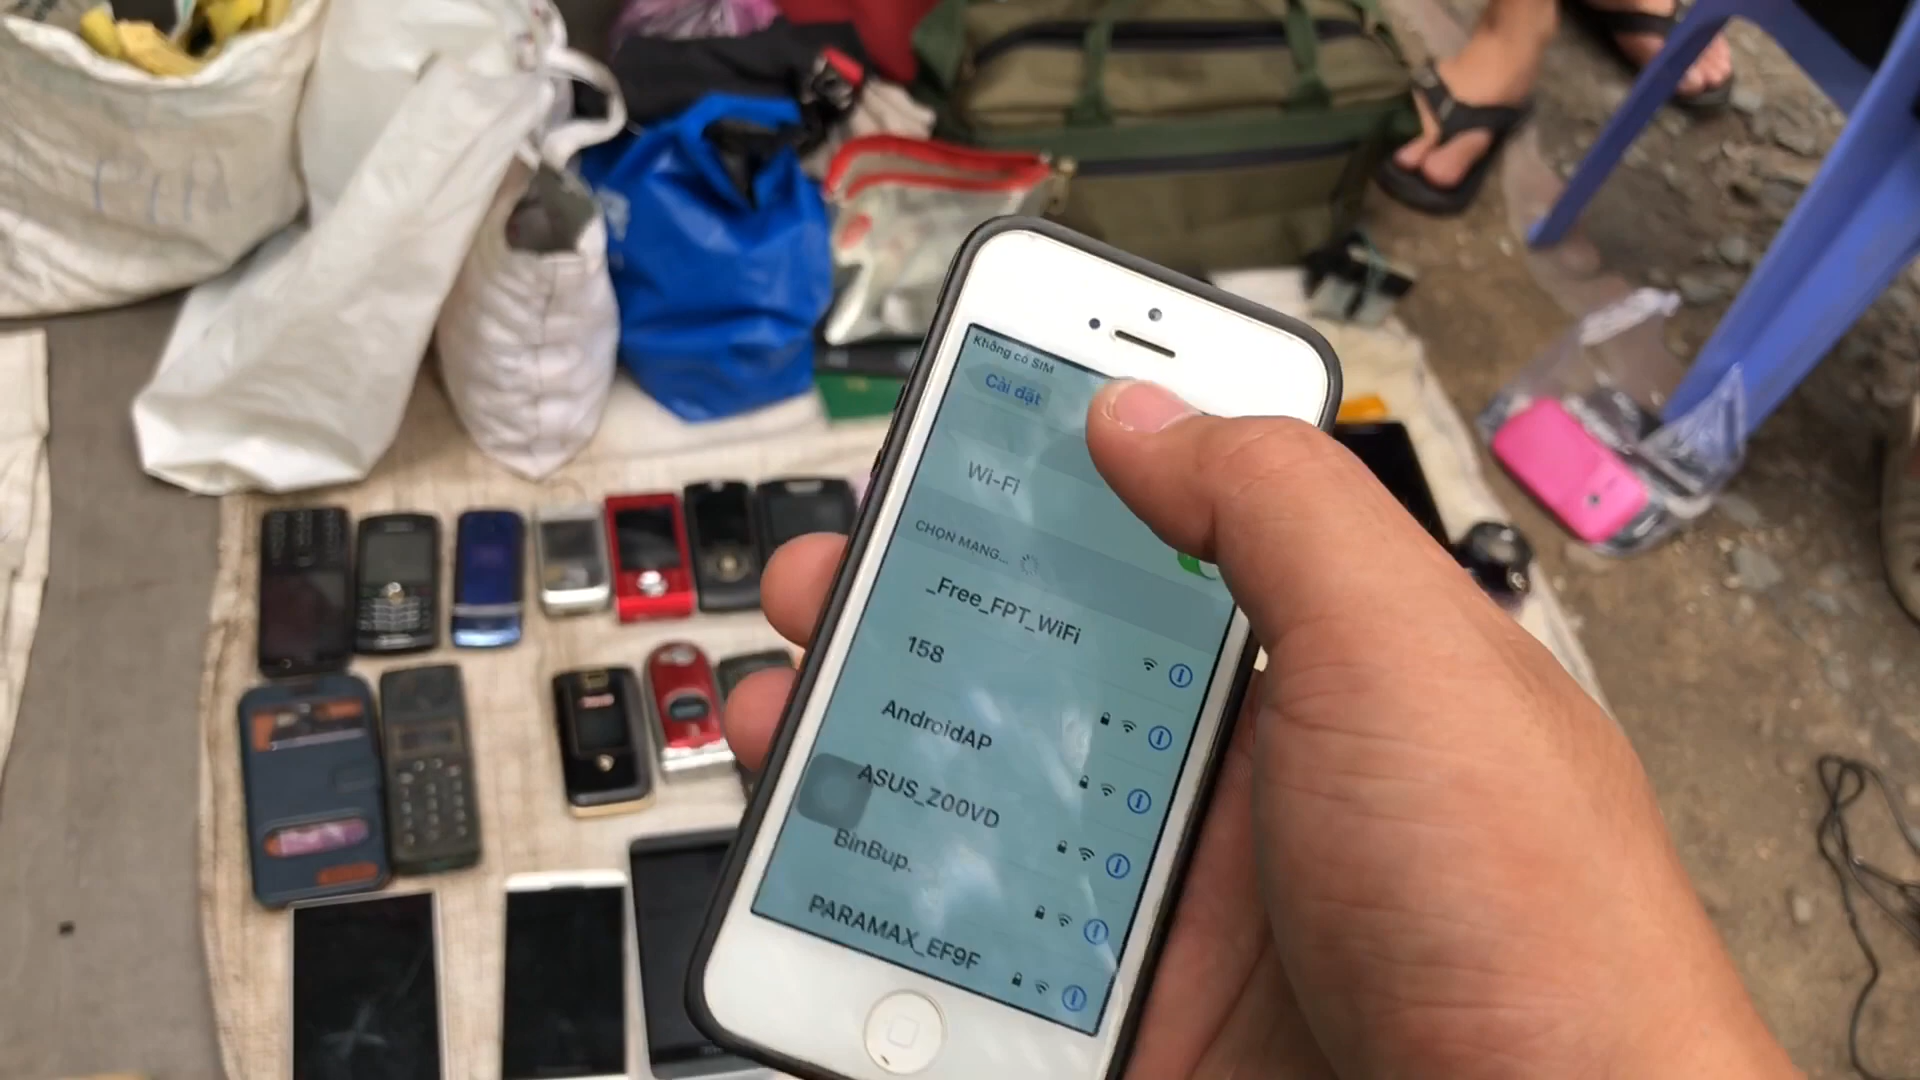 Không có SIM
Cài đặt
Wi-Fi
CHỌN MẠNG...
_Free_FPT_WiFi
158
AndroidAP
ASUS_Z00VD
BinBup.
PARAMAX_EF9F